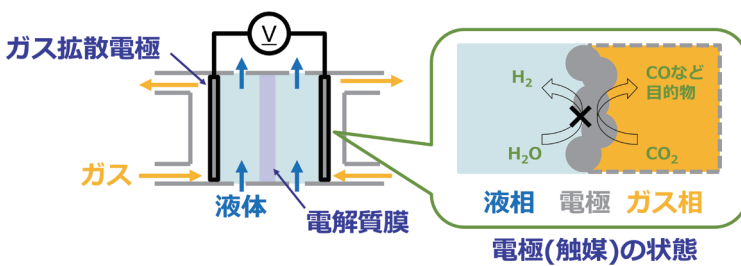 ガス拡散電極
V
ガス
液体
電解質膜
H₂
COなど
目的物
H₂O
CO₂
液相 電極 ガス相
電極(触媒)の状態